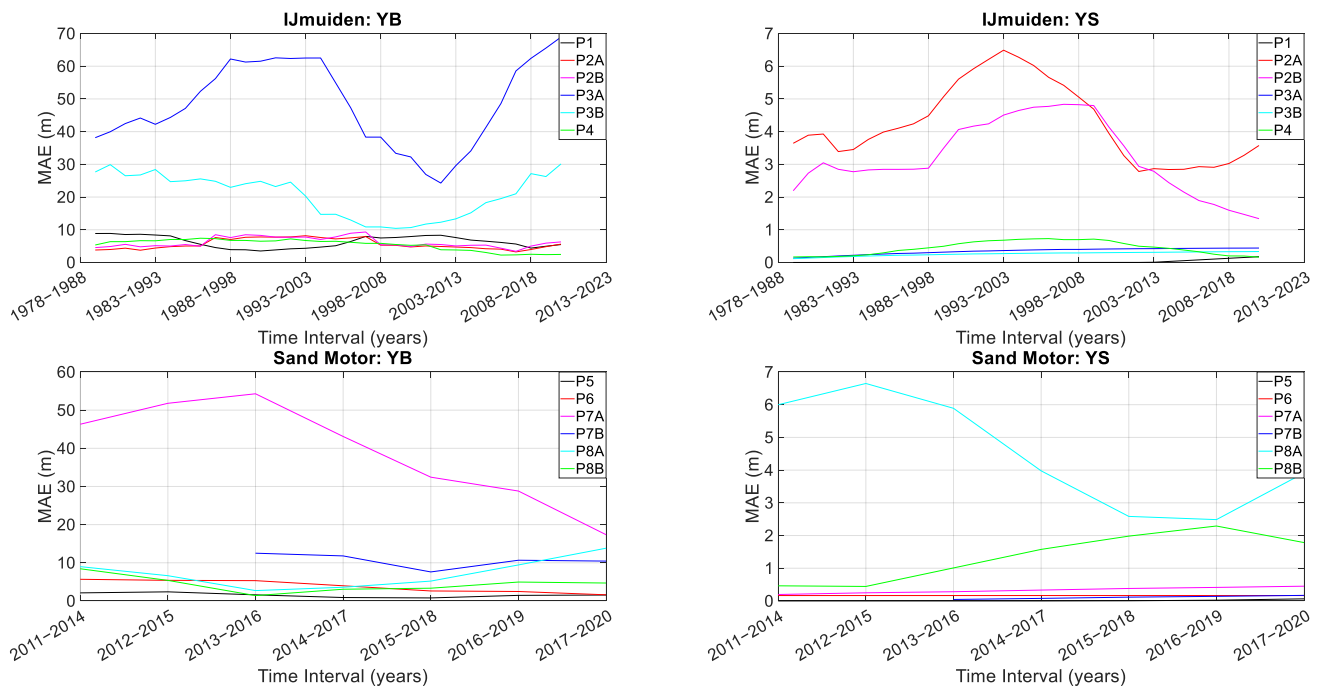 IJmuiden: YB
70
60
50
40
30
20
10
0
MAE (m)
P1
P2A
P2B
P3A
P3B
P4
1978−1988
1983−1993
1988−1998
1993−2003
1998−2008
2003−2013
2008−2018
2013−2023
Time Interval (years)
IJmuiden: YS
7
6
5
4
3
2
1
0
MAE (m)
P1
P2A
P2B
P3A
P3B
P4
1978−1988
1983−1993
1988−1998
1993−2003
1998−2008
2003−2013
2008−2018
2013−2023
Time Interval (years)
Sand Motor: YB
60
50
40
30
20
10
0
MAE (m)
P5
P6
P7A
P7B
P8A
P8B
2011−2014
2012−2015
2013−2016
2014−2017
2015−2018
2016−2019
2017−2020
Time Interval (years)
Sand Motor: YS
7
6
5
4
3
2
1
0
MAE (m)
P5
P6
P7A
P7B
P8A
P8B
2011−2014
2012−2015
2013−2016
2014−2017
2015−2018
2016−2019
2017−2020
Time Interval (years)